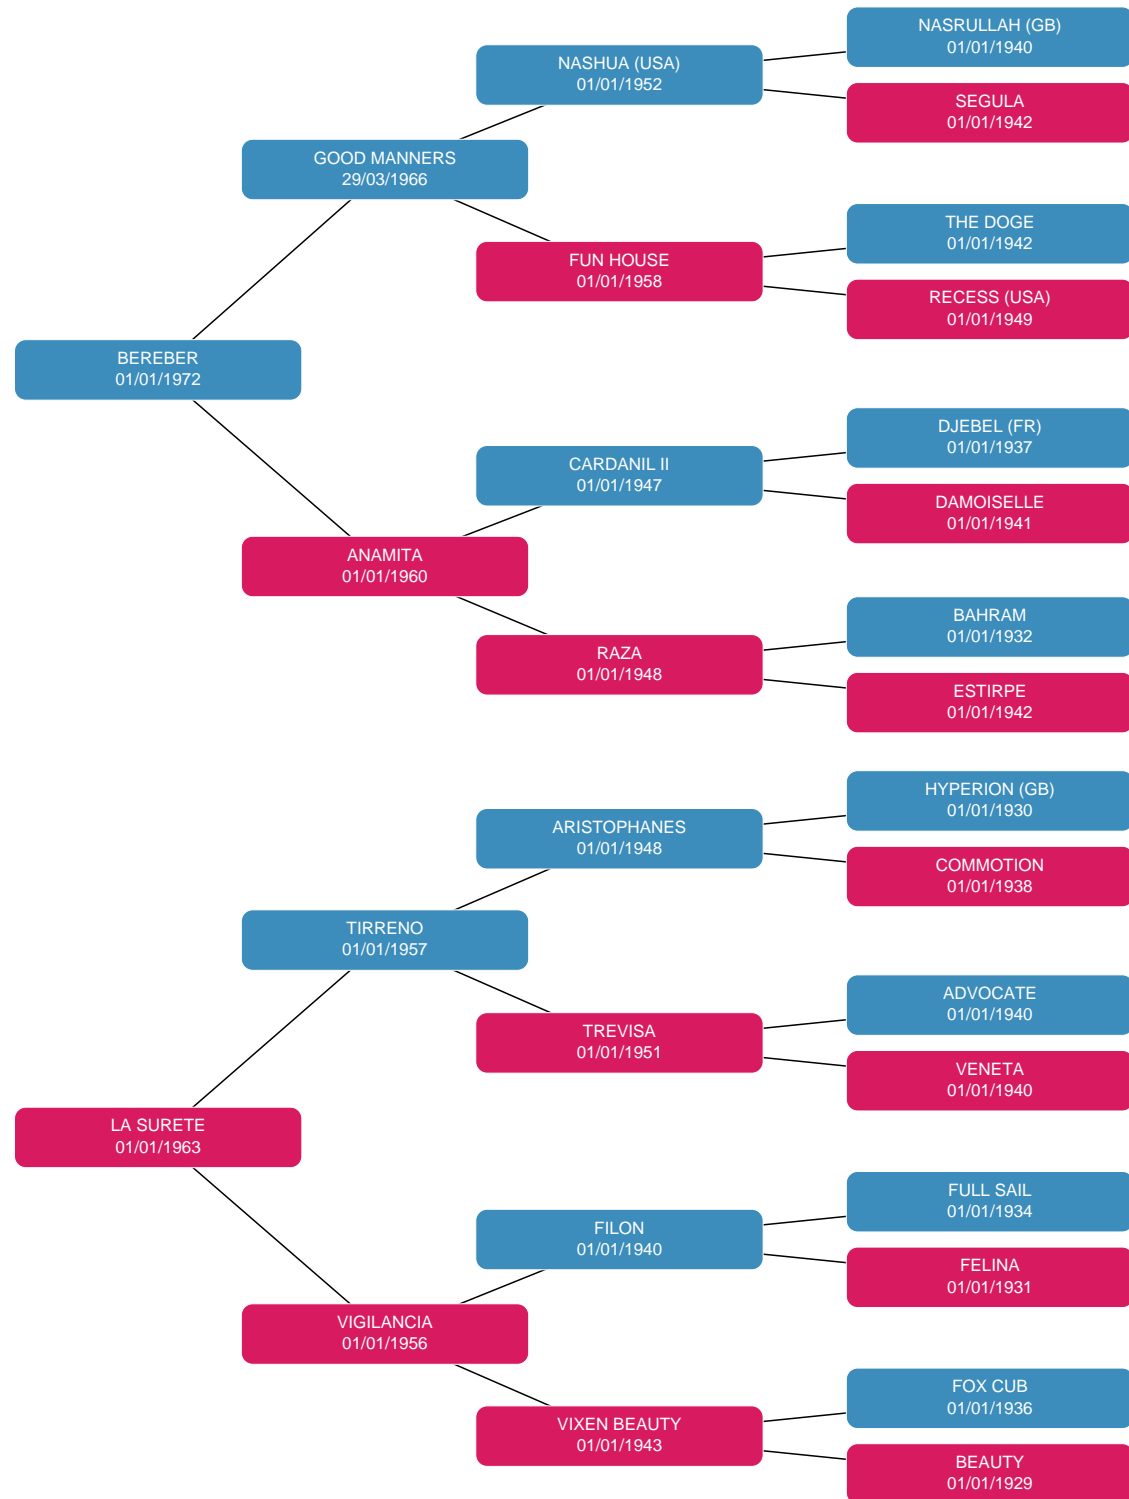 NASRULLAH (GB)
01/01/1940
NASHUA (USA)
01/01/1952
SEGULA
01/01/1942
GOOD MANNERS
29/03/1966
THE DOGE
01/01/1942
FUN HOUSE
01/01/1958
RECESS (USA)
01/01/1949
BEREBER
01/01/1972
DJEBEL (FR)
01/01/1937
CARDANIL II
01/01/1947
DAMOISELLE
01/01/1941
ANAMITA
01/01/1960
BAHRAM
01/01/1932
RAZA
01/01/1948
ESTIRPE
01/01/1942
HYPERION (GB)
01/01/1930
ARISTOPHANES
01/01/1948
COMMOTION
01/01/1938
TIRRENO
01/01/1957
ADVOCATE
01/01/1940
TREVISA
01/01/1951
VENETA
01/01/1940
LA SURETE
01/01/1963
FULL SAIL
01/01/1934
FILON
01/01/1940
FELINA
01/01/1931
VIGILANCIA
01/01/1956
FOX CUB
01/01/1936
VIXEN BEAUTY
01/01/1943
BEAUTY
01/01/1929